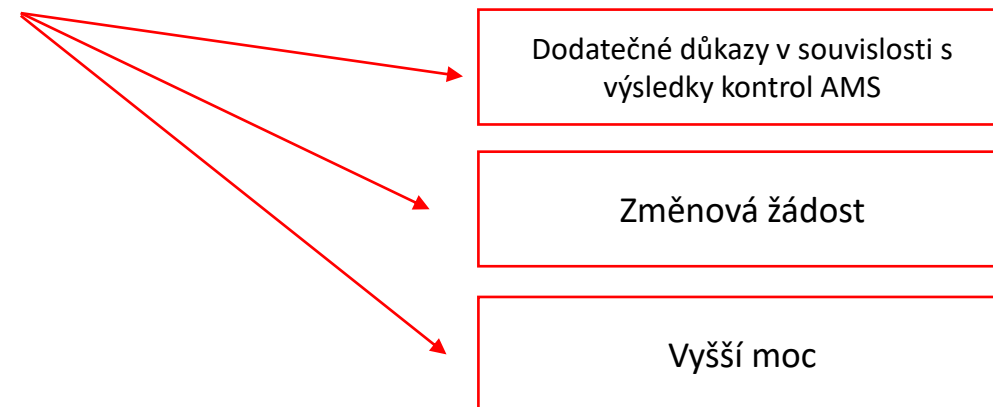 Dodatečné důkazy v souvislosti s
výsledky kontrol AMS
Změnová žádost
Vyšší moc